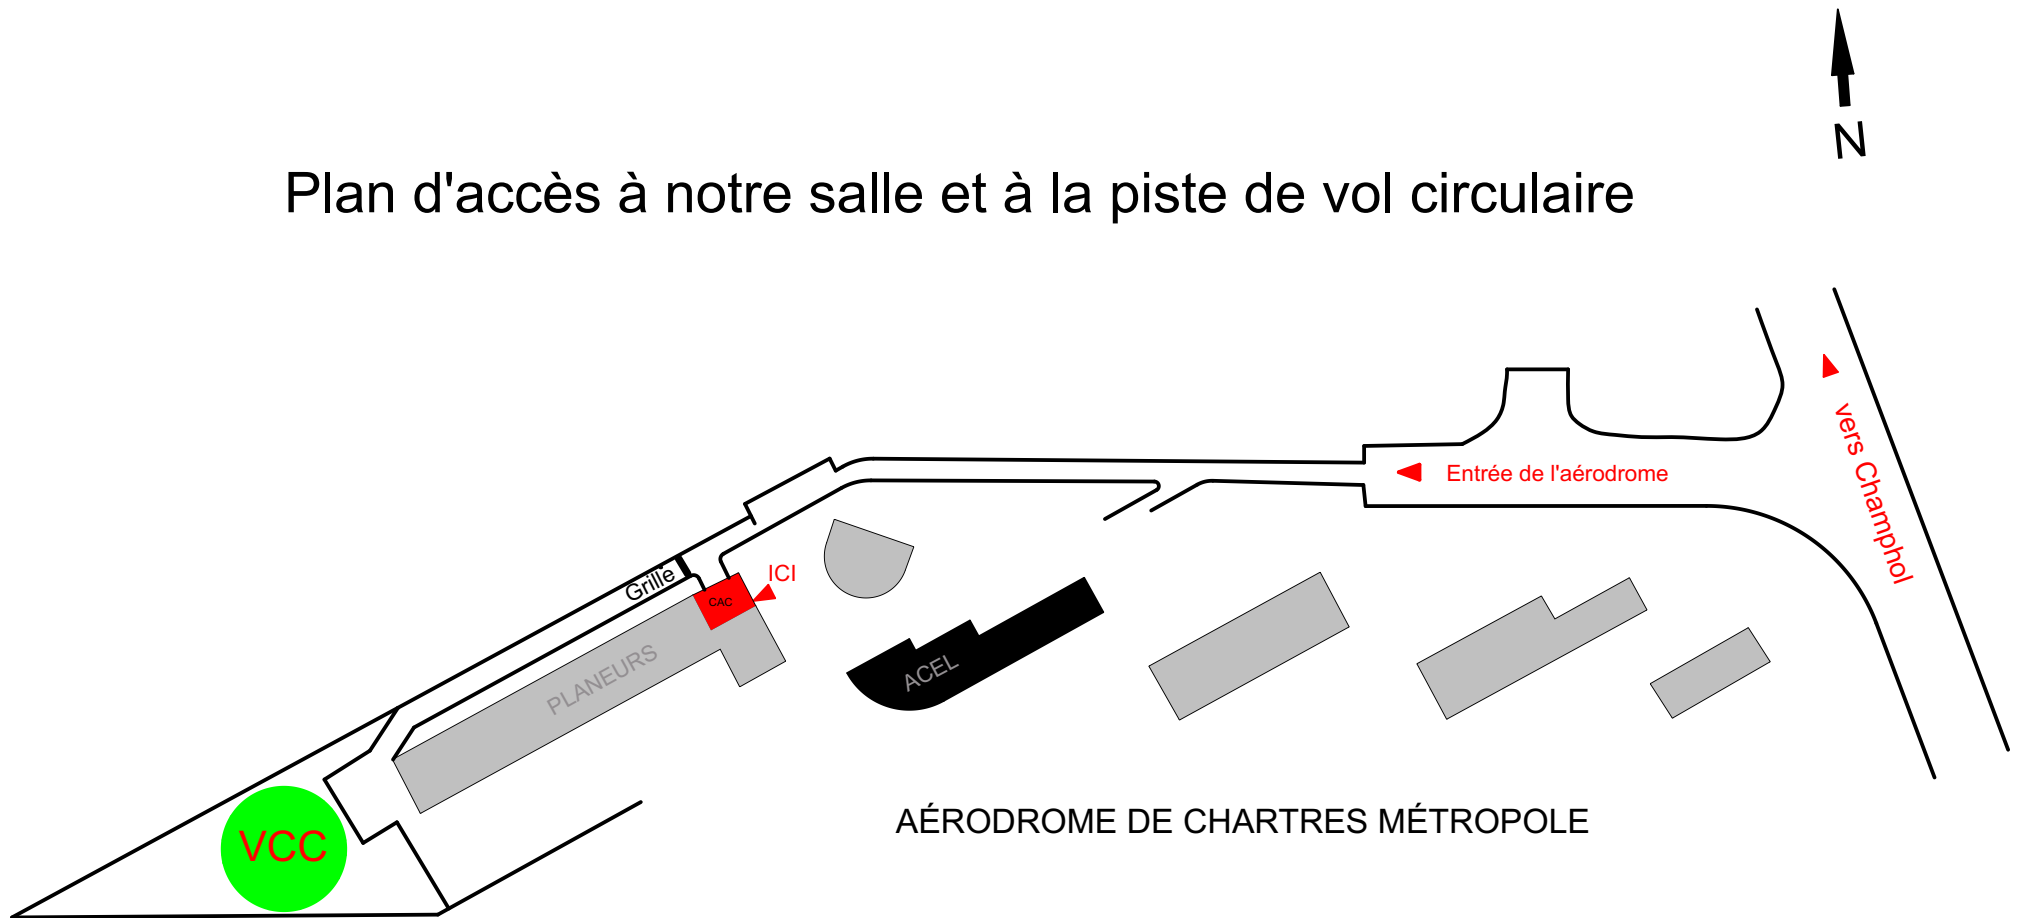 N
Plan d'accès à notre salle et à la piste de vol circulaire
vers Champhol
Entrée de l'aérodrome
ICI
Grille
CAC
PLANEURS
ACEL
AÉRODROME DE CHARTRES MÉTROPOLE
VCC